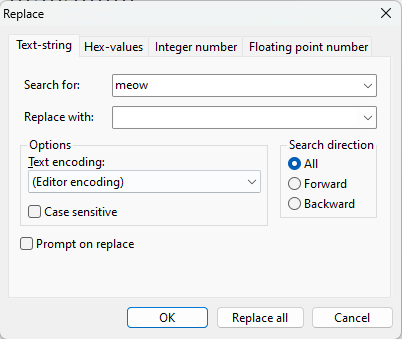 Replace
Text-string Hex-values Integer number Floating point number
Search for: meow
Replace with:
Options
Text encoding:
(Editor encoding)
Case sensitive
Search direction
All
Forward
Backward
Prompt on replace
OK Replace all Cancel